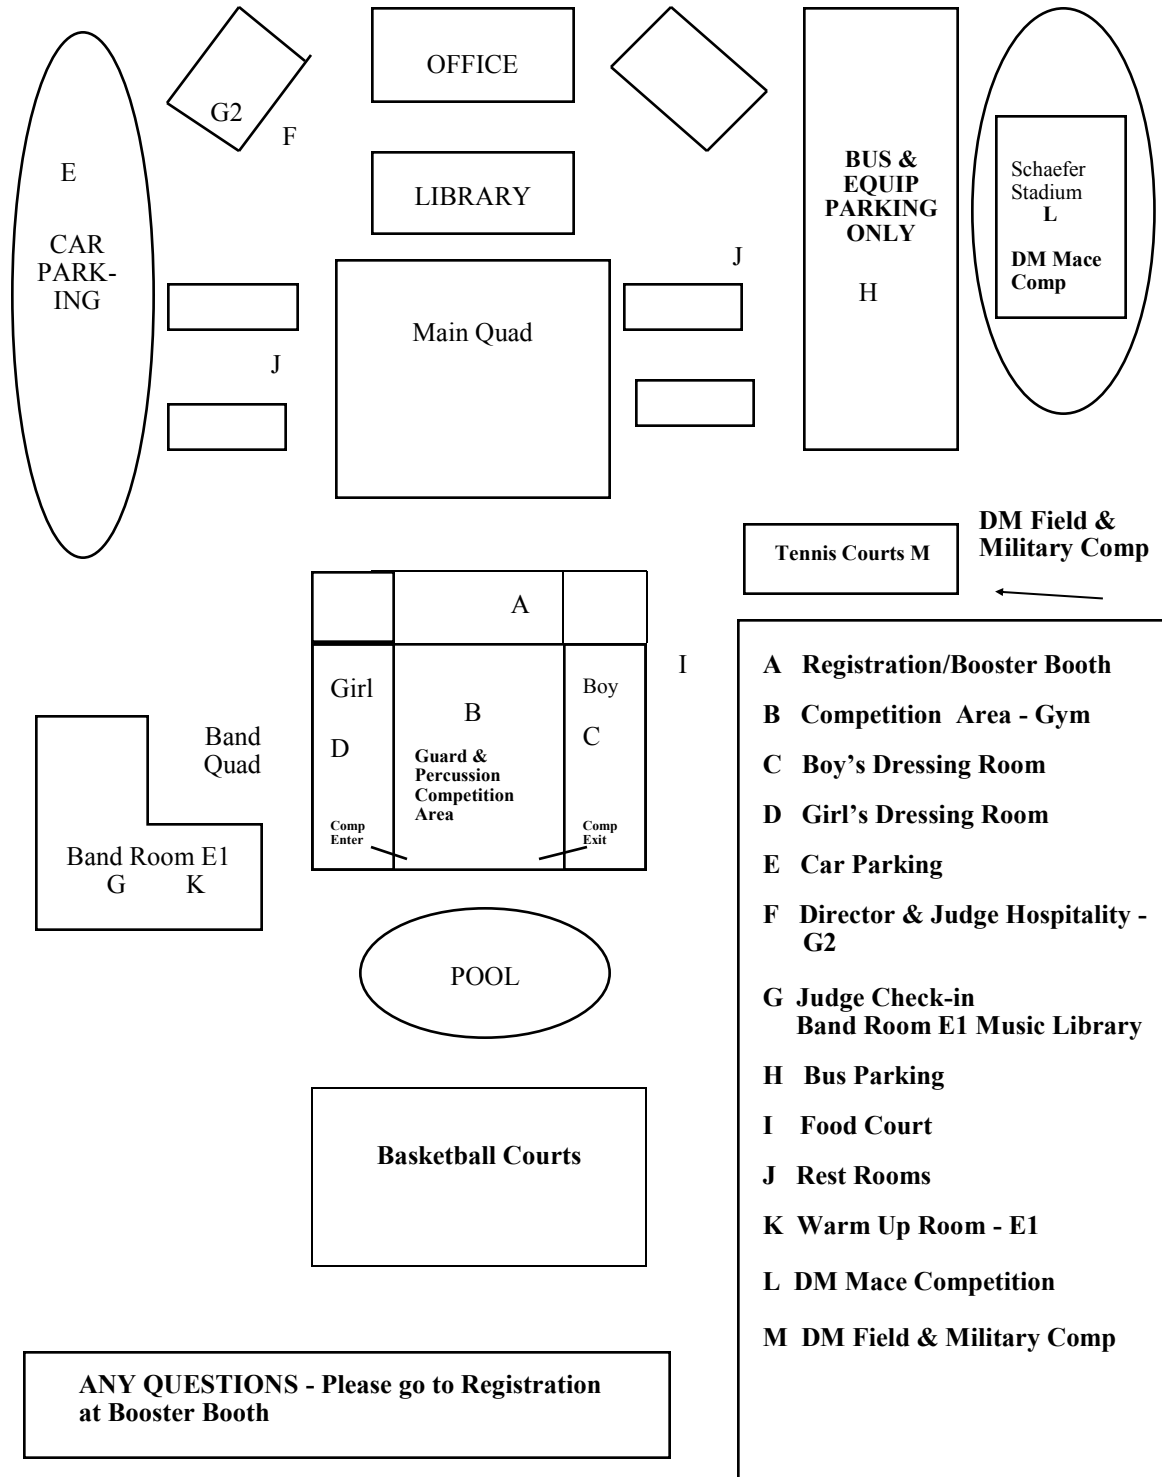 OFFICE
G2
F
E
BUS &
EQUIP
PARKING
ONLY
H
Schaefer
Stadium
L
DM Mace
Comp
LIBRARY
CAR
PARK-
ING
J
Main Quad
J
DM Field &
Military Comp
Tennis Courts M
A
I
Girl
D
Comp
Enter
B
Guard &
Percussion
Competition
Area
Boy
C
Comp
Exit
Band
Quad
Band Room E1
G K
POOL
Basketball Courts
A Registration/Booster Booth
B Competition Area - Gym
C Boy's Dressing Room
D Girl's Dressing Room
E Car Parking
F Director & Judge Hospitality -
G2
G Judge Check-in
Band Room E1 Music Library
H Bus Parking
I Food Court
J Rest Rooms
K Warm Up Room - E1
L DM Mace Competition
M DM Field & Military Comp
ANY QUESTIONS - Please go to Registration
at Booster Booth